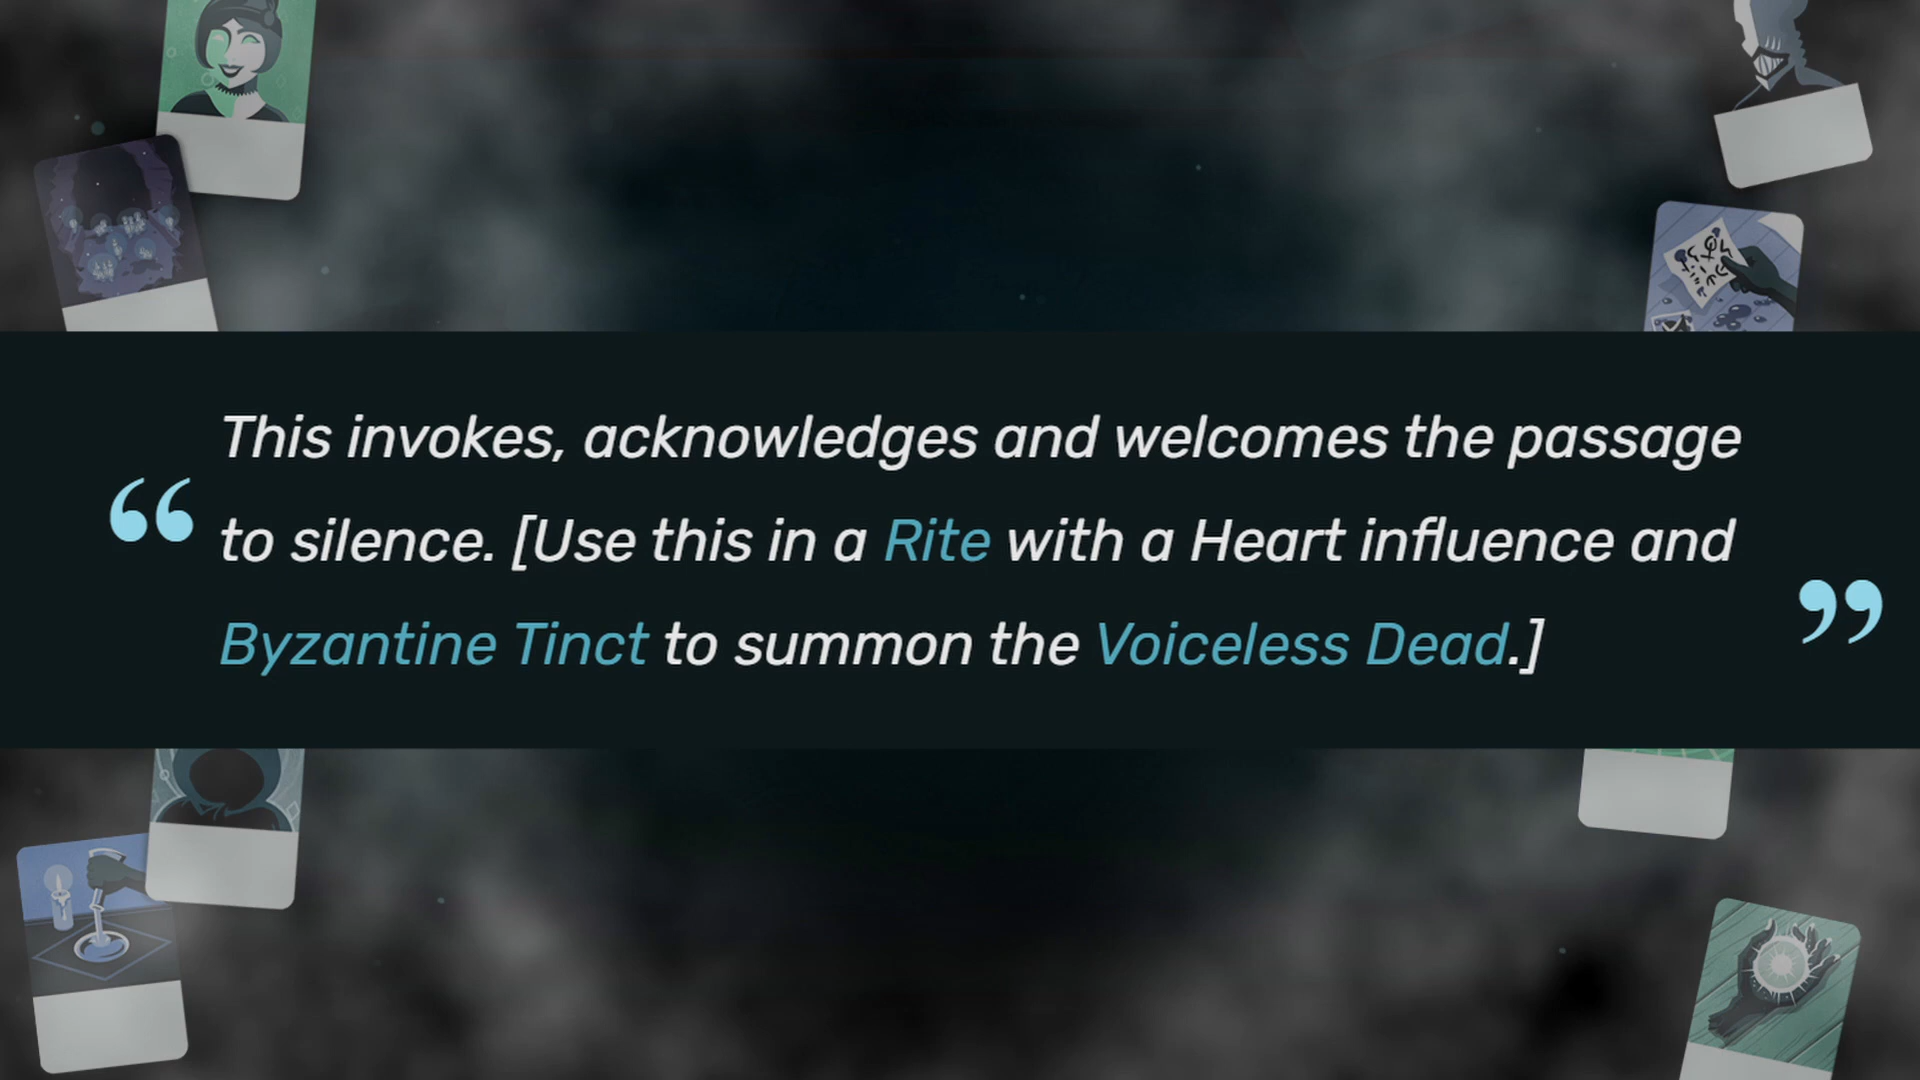 “
This invokes, acknowledges and welcomes the passage
to silence. [Use this in a Rite with a Heart influence and
Byzantine Tinct to summon the Voiceless Dead.]
”